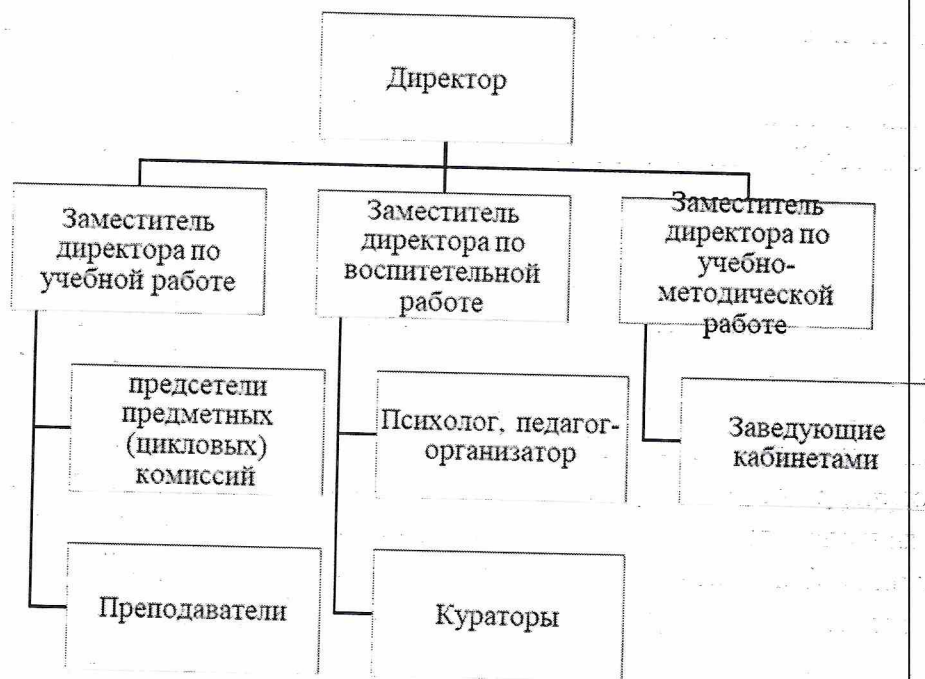 Директор
Заместитель
директора по
учебной работе
Заместитель
директора по
воспитетельной
работе
Заместитель
директора по
учебно-
методической
работе
предсетели
предметных
(цикловых)
комиссий
Психолог, педагог-
организатор
Заведующие
кабинетами
Преподаватели
Кураторы